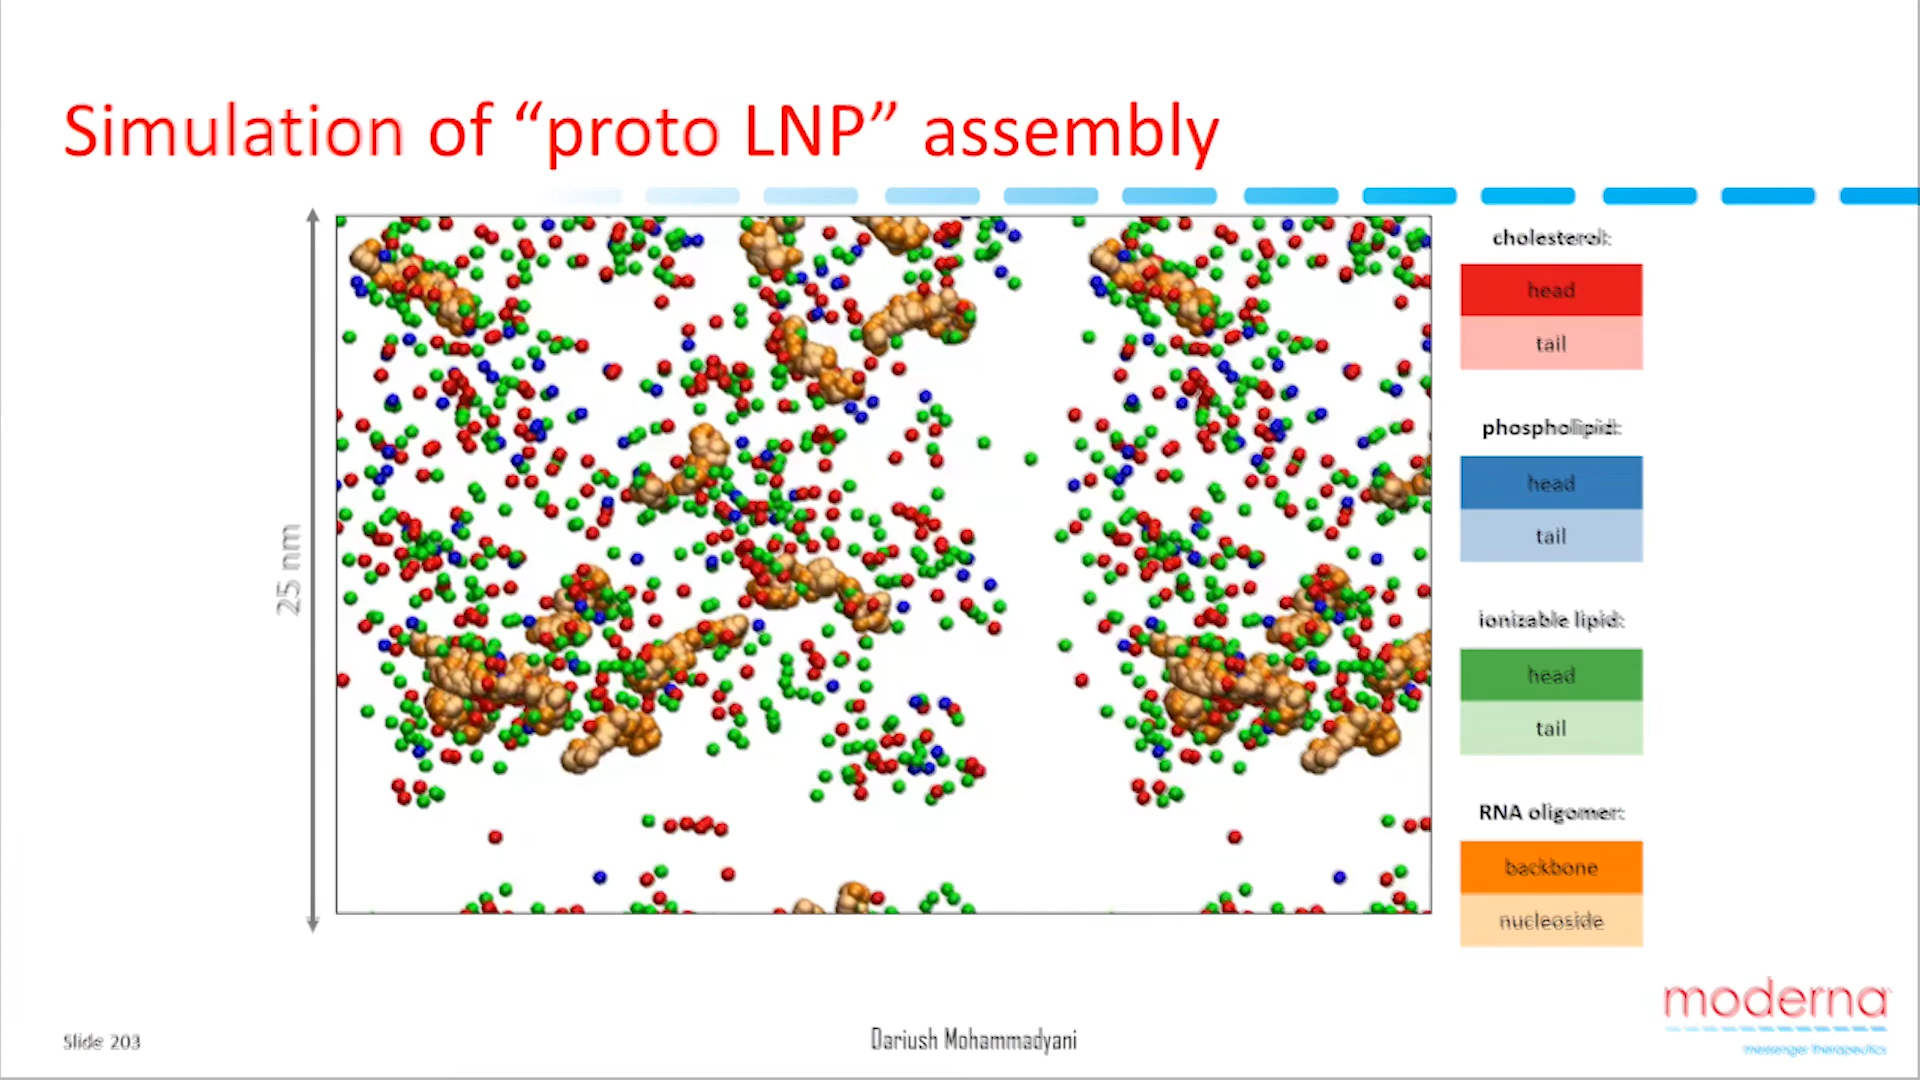 Simulation of “proto LNP” assembly
25 nm
cholesterol:
head
tail
phospholipid:
head
tail
ionizable lipid:
head
tail
RNA oligomer:
backbone
nucleoside
moderna
messenger therapeutics
Slide 203
Dariush Mohammadyani